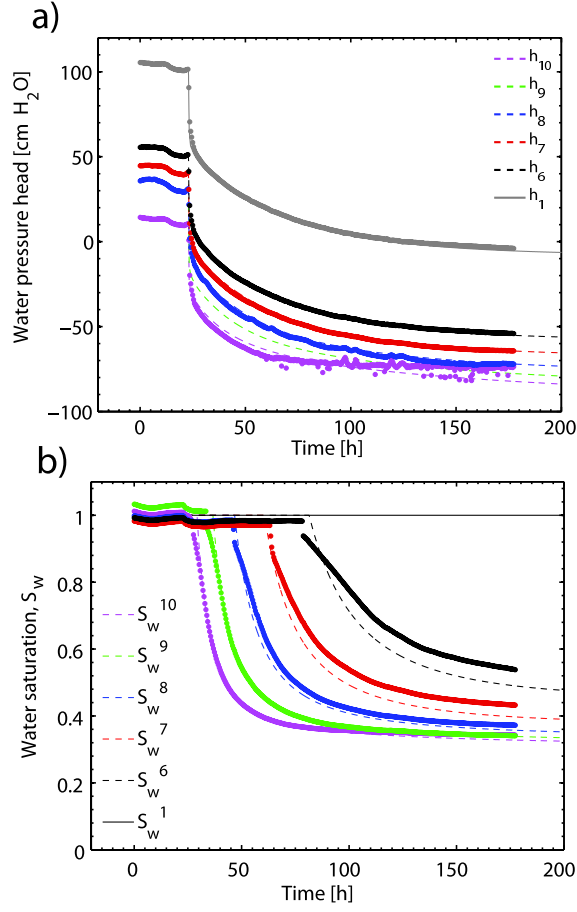 a)
Water pressure head [cm H2O]
100
50
0
−50
−100
h10
h9
h8
h7
h6
h1
0 50 100 150 200
Time [h]
b)
Water saturation, Sw
1
0.8
0.6
0.4
0.2
0
Sw10
Sw9
Sw8
Sw7
Sw6
Sw1
0 50 100 150 200
Time [h]